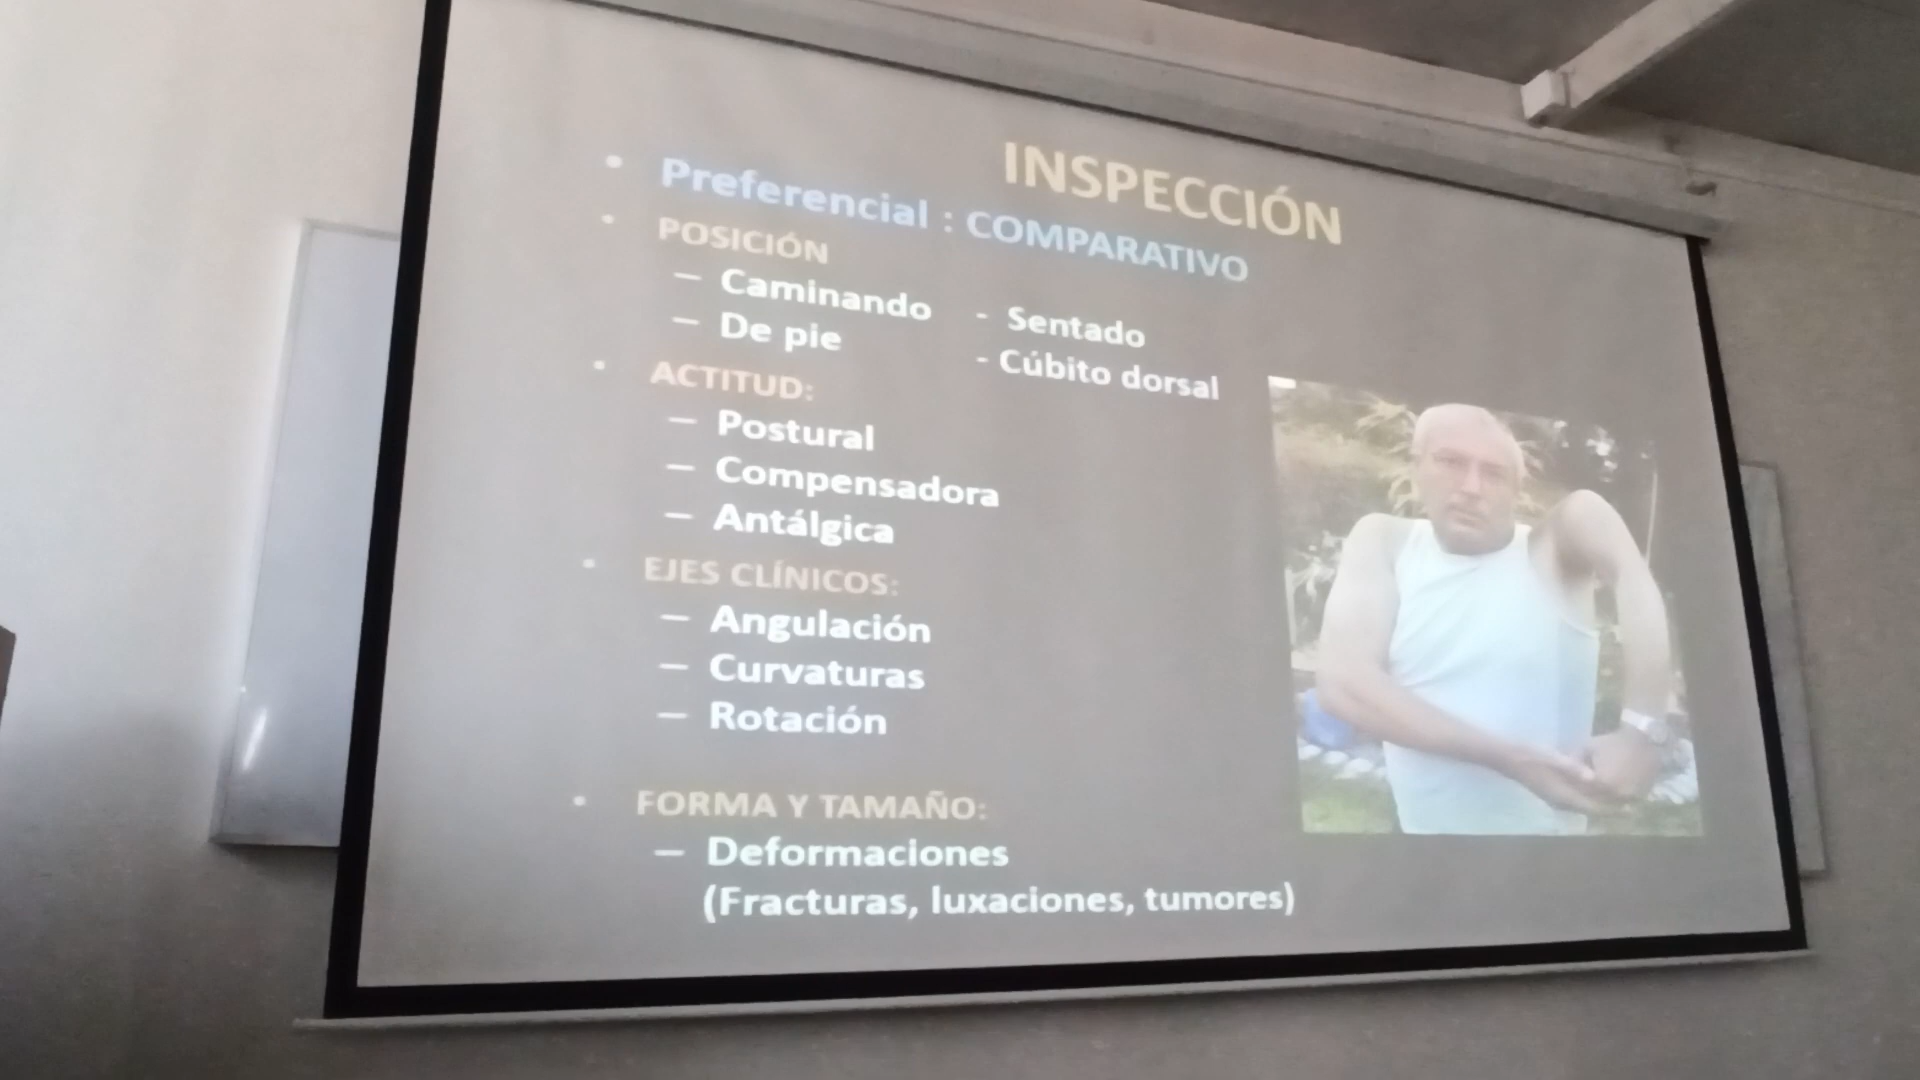 INSPECCIÓN
• Preferencial : COMPARATIVO
• POSICIÓN
– Caminando - Sentado
– De pie - Cúbito dorsal
• ACTITUD:
– Postural
– Compensadora
– Antálgica
• EJES CLÍNICOS:
– Angulación
– Curvaturas
– Rotación
• FORMA Y TAMAÑO:
– Deformaciones
(Fracturas, luxaciones, tumores)